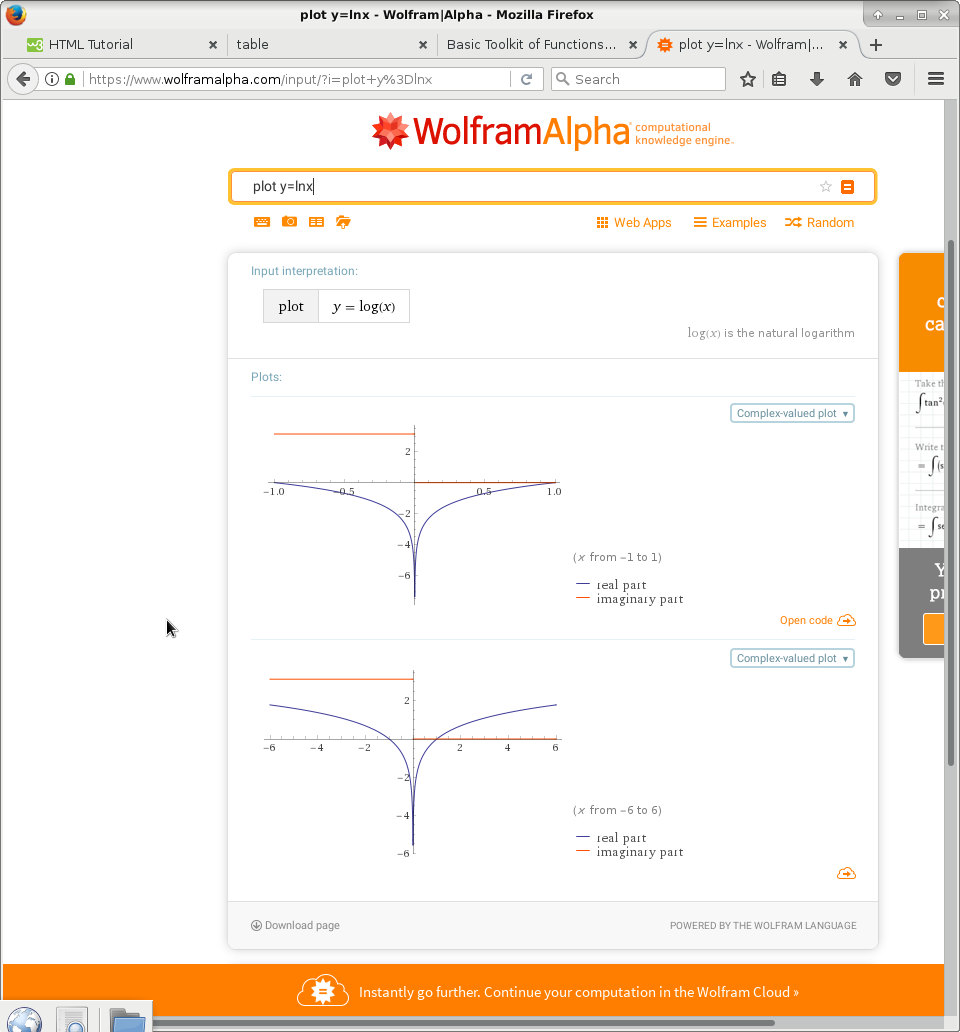 plot y=lnx - Wolfram|Alpha - Mozilla Firefox
HTML Tutorial
table
Basic Toolkit of Functions...
plot y=lnx - Wolfram|...
https://www.wolframalpha.com/input/?i=plot+y%3Dlnx
Search
WolframAlpha computational
knowledge engine.
plot y=lnx
Web Apps
Examples
Random
Input interpretation:
plot
y = log(x)
log(x) is the natural logarithm
Plots:
Complex-valued plot
2
−1.0
−0.5
0.5
1.0
−2
−4
−6
(x from −1 to 1)
real part
imaginary part
Open code
Complex-valued plot
2
−6
−4
−2
2
4
6
−2
−4
−6
(x from −6 to 6)
real part
imaginary part
Download page
POWERED BY THE WOLFRAM LANGUAGE
Instantly go further. Continue your computation in the Wolfram Cloud »